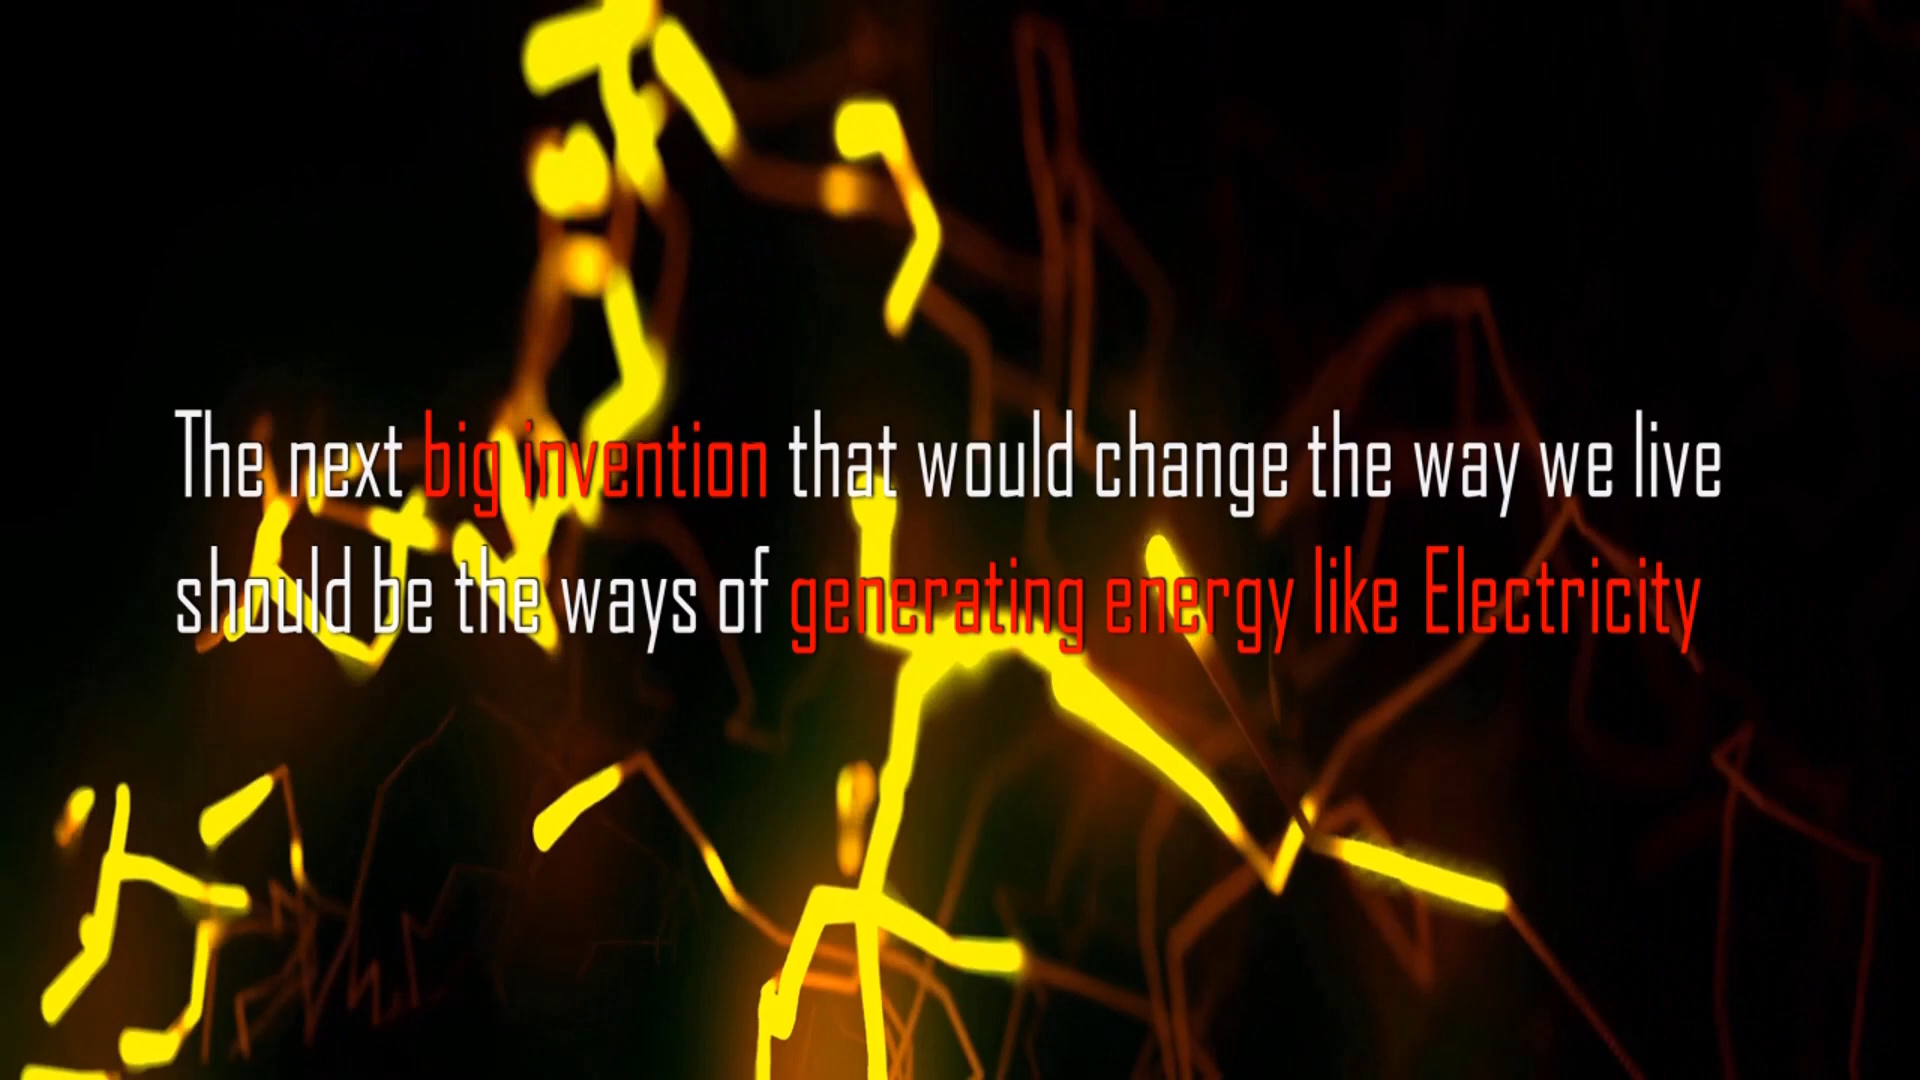 The next big invention that would change the way we live
should be the ways of generating energy like Electricity